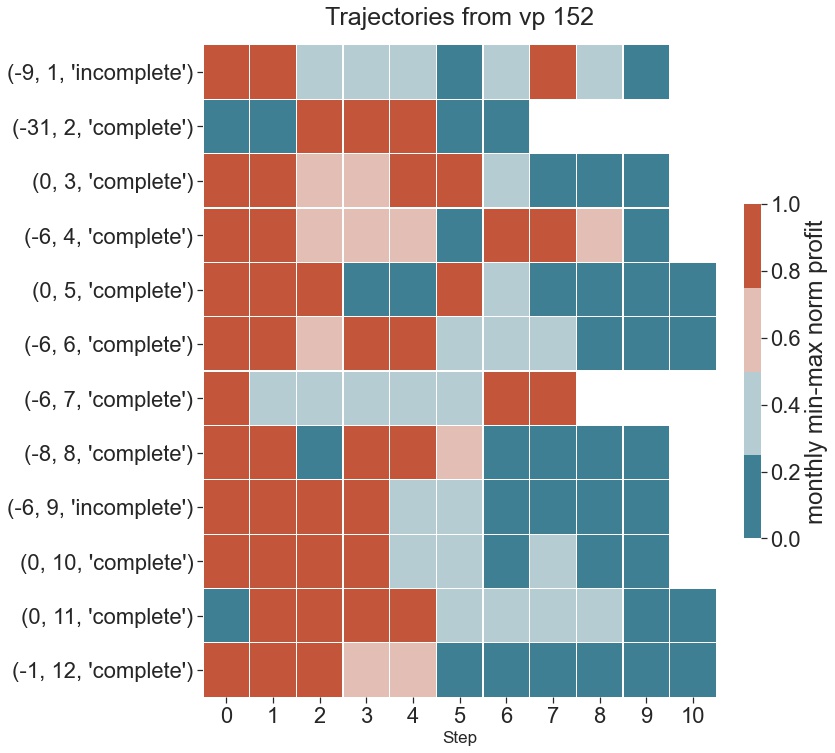 Trajectories from vp 152
(-9, 1, 'incomplete')
(-31, 2, 'complete')
(0, 3, 'complete')
(-6, 4, 'complete')
(0, 5, 'complete')
(-6, 6, 'complete')
(-6, 7, 'complete')
(-8, 8, 'complete')
(-6, 9, 'incomplete')
(0, 10, 'complete')
(0, 11, 'complete')
(-1, 12, 'complete')
0 1 2 3 4 5 6 7 8 9 10
Step
1.0
0.8
0.6
0.4
0.2
0.0
monthly min-max norm profit